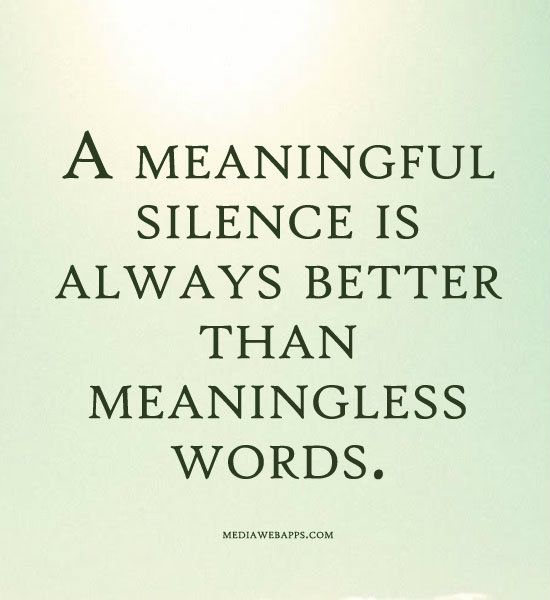 A MEANINGFUL
SILENCE IS
ALWAYS BETTER
THAN
MEANINGLESS
WORDS.
MEDIAWEBAPPS.COM